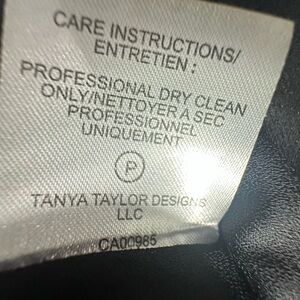 CARE INSTRUCTIONS/
ENTRETIEN :
PROFESSIONAL DRY CLEAN
ONLY/NETTOYER A SEC
PROFESSIONNEL
UNIQUEMENT
P
TANYA TAYLOR DESIGNS
LLC
CA00985